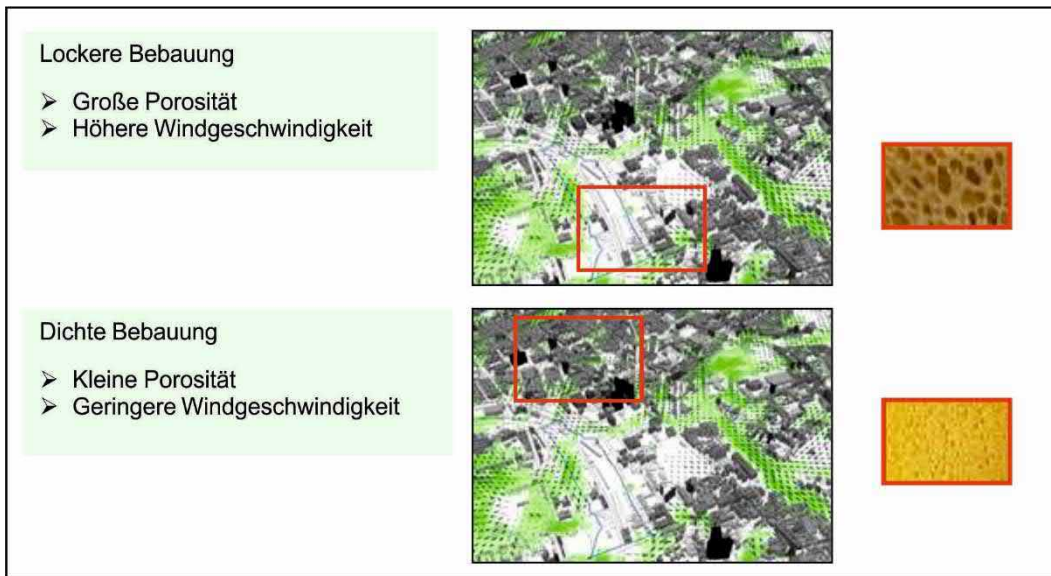 Lockere Bebauung
➢ Große Porosität
➢ Höhere Windgeschwindigkeit
Dichte Bebauung
➢ Kleine Porosität
➢ Geringere Windgeschwindigkeit